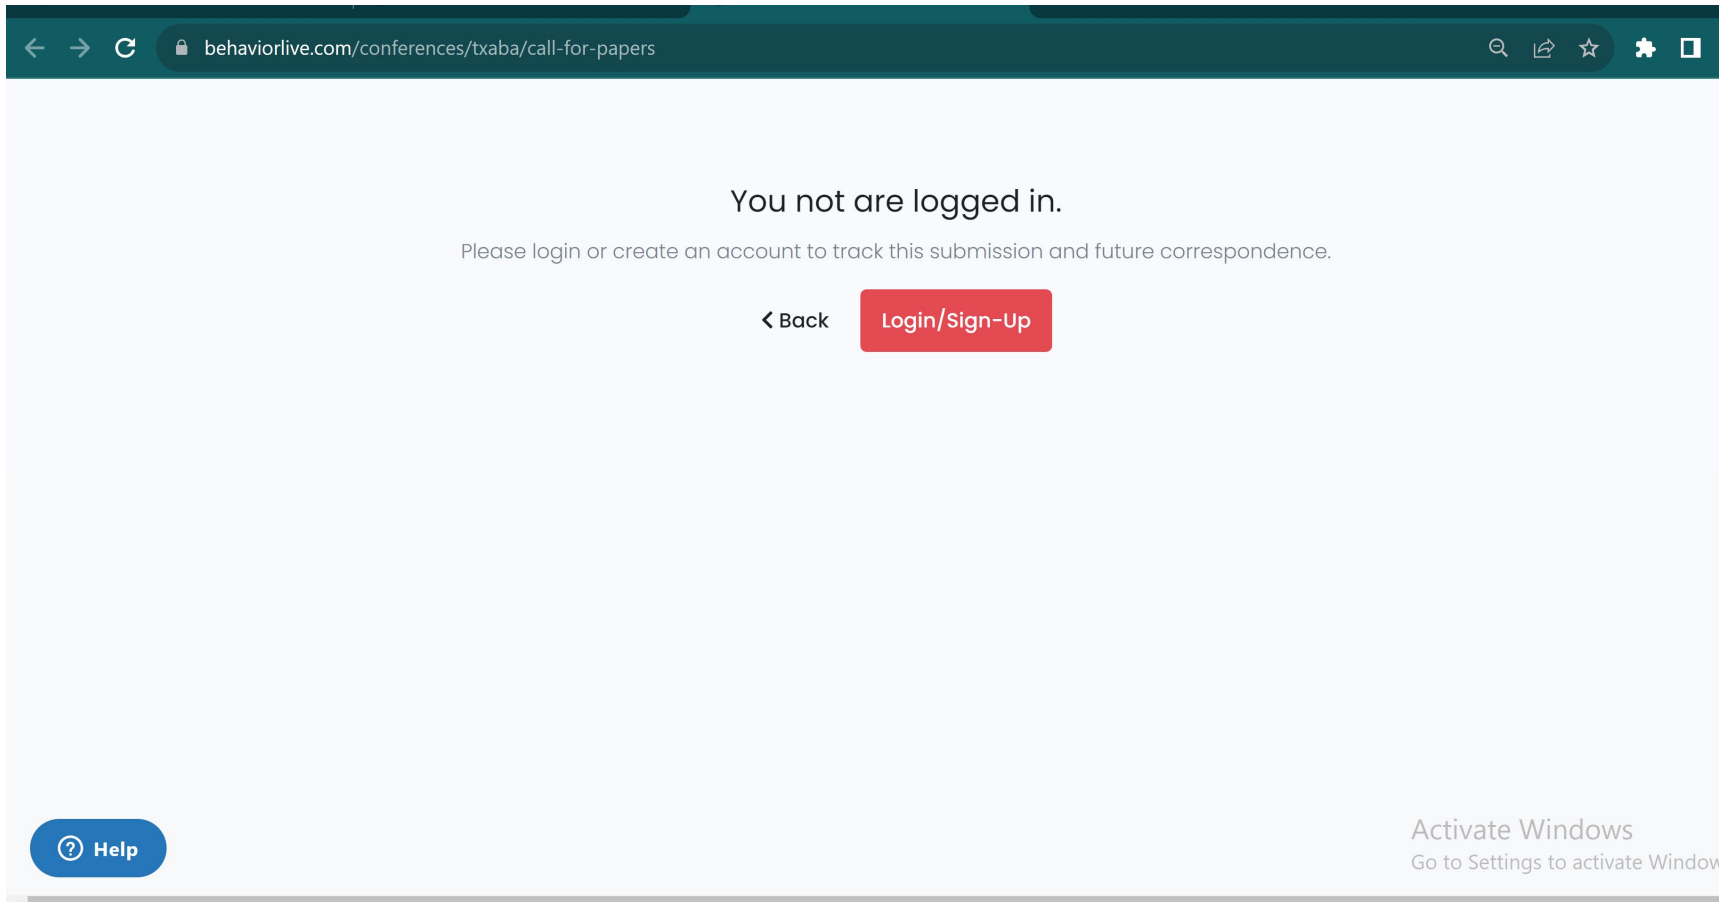 behaviorlive.com/conferences/txaba/call-for-papers
You not are logged in.
Please login or create an account to track this submission and future correspondence.
Back
Login/Sign-Up
? Help
Activate Windows
Go to Settings to activate Window